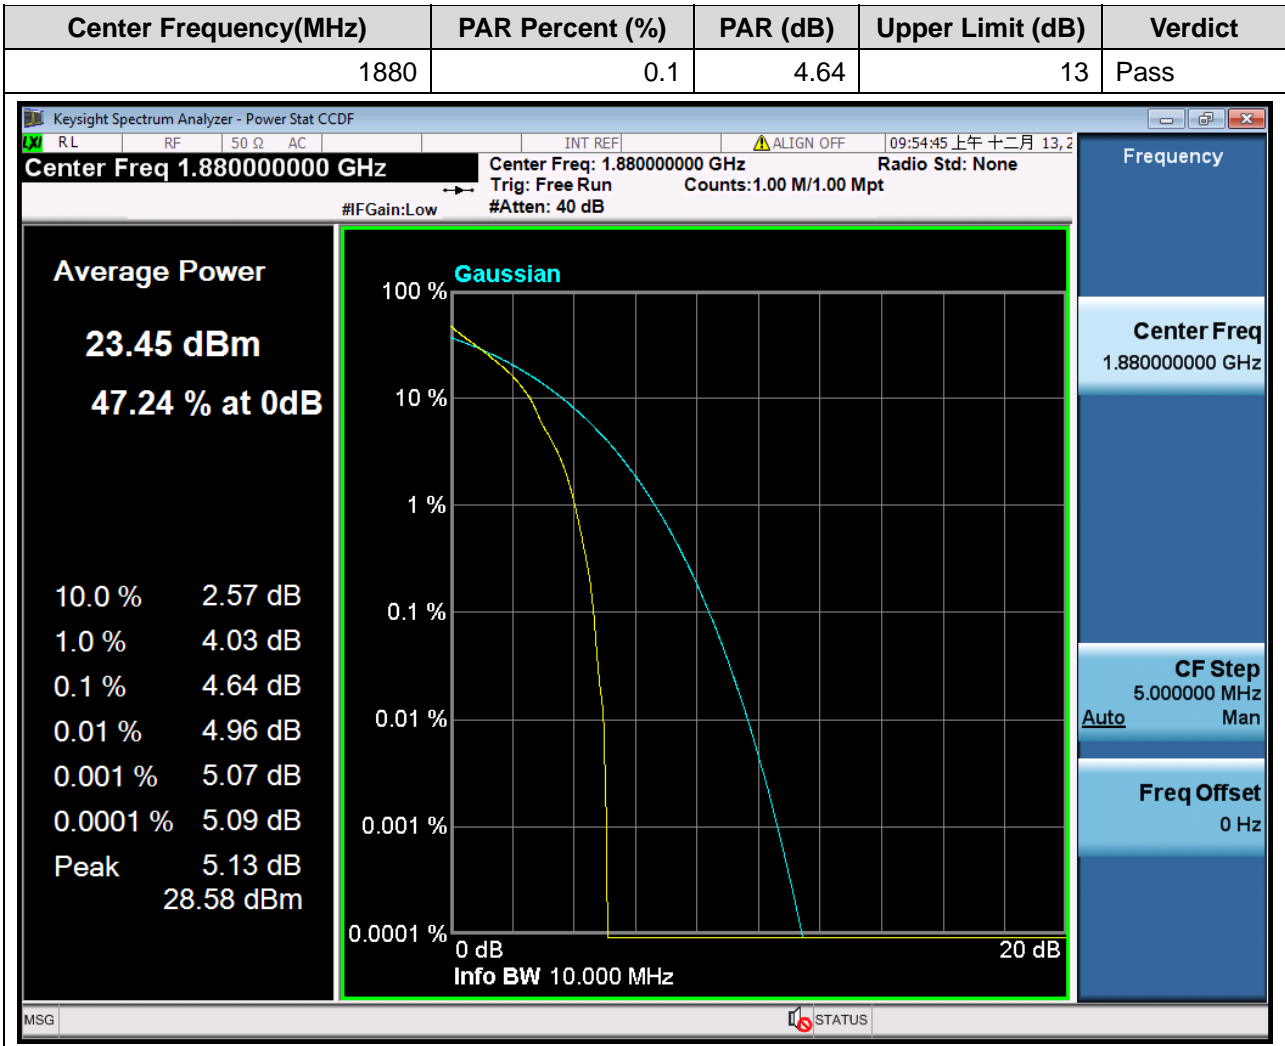 Center Frequency(MHz) PAR Percent (%) PAR (dB) Upper Limit (dB) Verdict
1880 0.1 4.64 13 Pass
Keysight Spectrum Analyzer - Power Stat CCDF
LXI RL RF 50 Ω AC INT REF ALIGN OFF 09:54:45 上午 十二月 13, 2
Center Freq 1.880000000 GHz
Center Freq: 1.880000000 GHz Radio Std: None
Trig: Free Run Counts:1.00 M/1.00 Mpt
#IFGain:Low #Atten: 40 dB
Average Power
23.45 dBm
47.24 % at 0dB
10.0 % 2.57 dB
1.0 % 4.03 dB
0.1 % 4.64 dB
0.01 % 4.96 dB
0.001 % 5.07 dB
0.0001 % 5.09 dB
Peak 5.13 dB
28.58 dBm
Gaussian
100 %
10 %
1 %
0.1 %
0.01 %
0.001 %
0.0001 %
0 dB 20 dB
Info BW 10.000 MHz
Frequency
Center Freq
1.880000000 GHz
CF Step
5.000000 MHz
Auto Man
Freq Offset
0 Hz
MSG STATUS